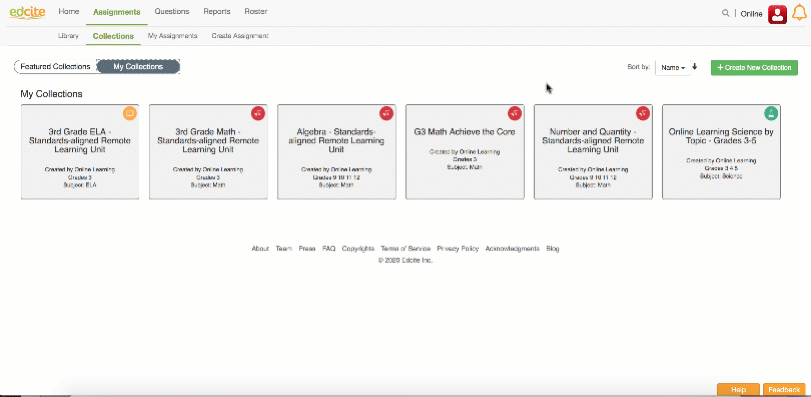 edcite Home Assignments Questions Reports Roster | Online
Library Collections My Assignments Create Assignment
Featured Collections My Collections Sort by: Name + Create New Collection
My Collections
3rd Grade ELA -
Standards-aligned Remote
Learning Unit
Created by Online Learning
Grades 3
Subject: ELA
3rd Grade Math -
Standards-aligned Remote
Learning Unit
Created by Online Learning
Grades 3
Subject: Math
Algebra - Standards-
aligned Remote Learning
Unit
Created by Online Learning
Grades 9 10 11 12
Subject: Math
G3 Math Achieve the Core
Created by Online Learning
Grades 3
Subject: Math
Number and Quantity -
Standards-aligned Remote
Learning Unit
Created by Online Learning
Grades 9 10 11 12
Subject: Math
Online Learning Science by
Topic - Grades 3-5
Created by Online Learning
Grades 3 4 5
Subject: Science
About Team Press FAQ Copyrights Terms of Service Privacy Policy Acknowledgments Blog
© 2020 Edcite Inc.
Help Feedback